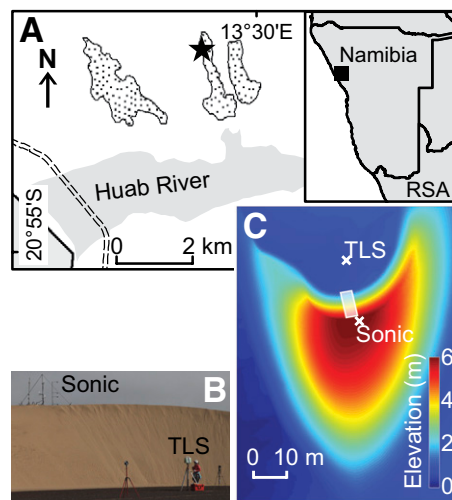 A
13°30'E
N
Namibia
Huab River
20°55'S
0 2 km
RSA
C
TLS
Sonic
Elevation (m)
6
4
2
0
0 10 m
B
Sonic
TLS